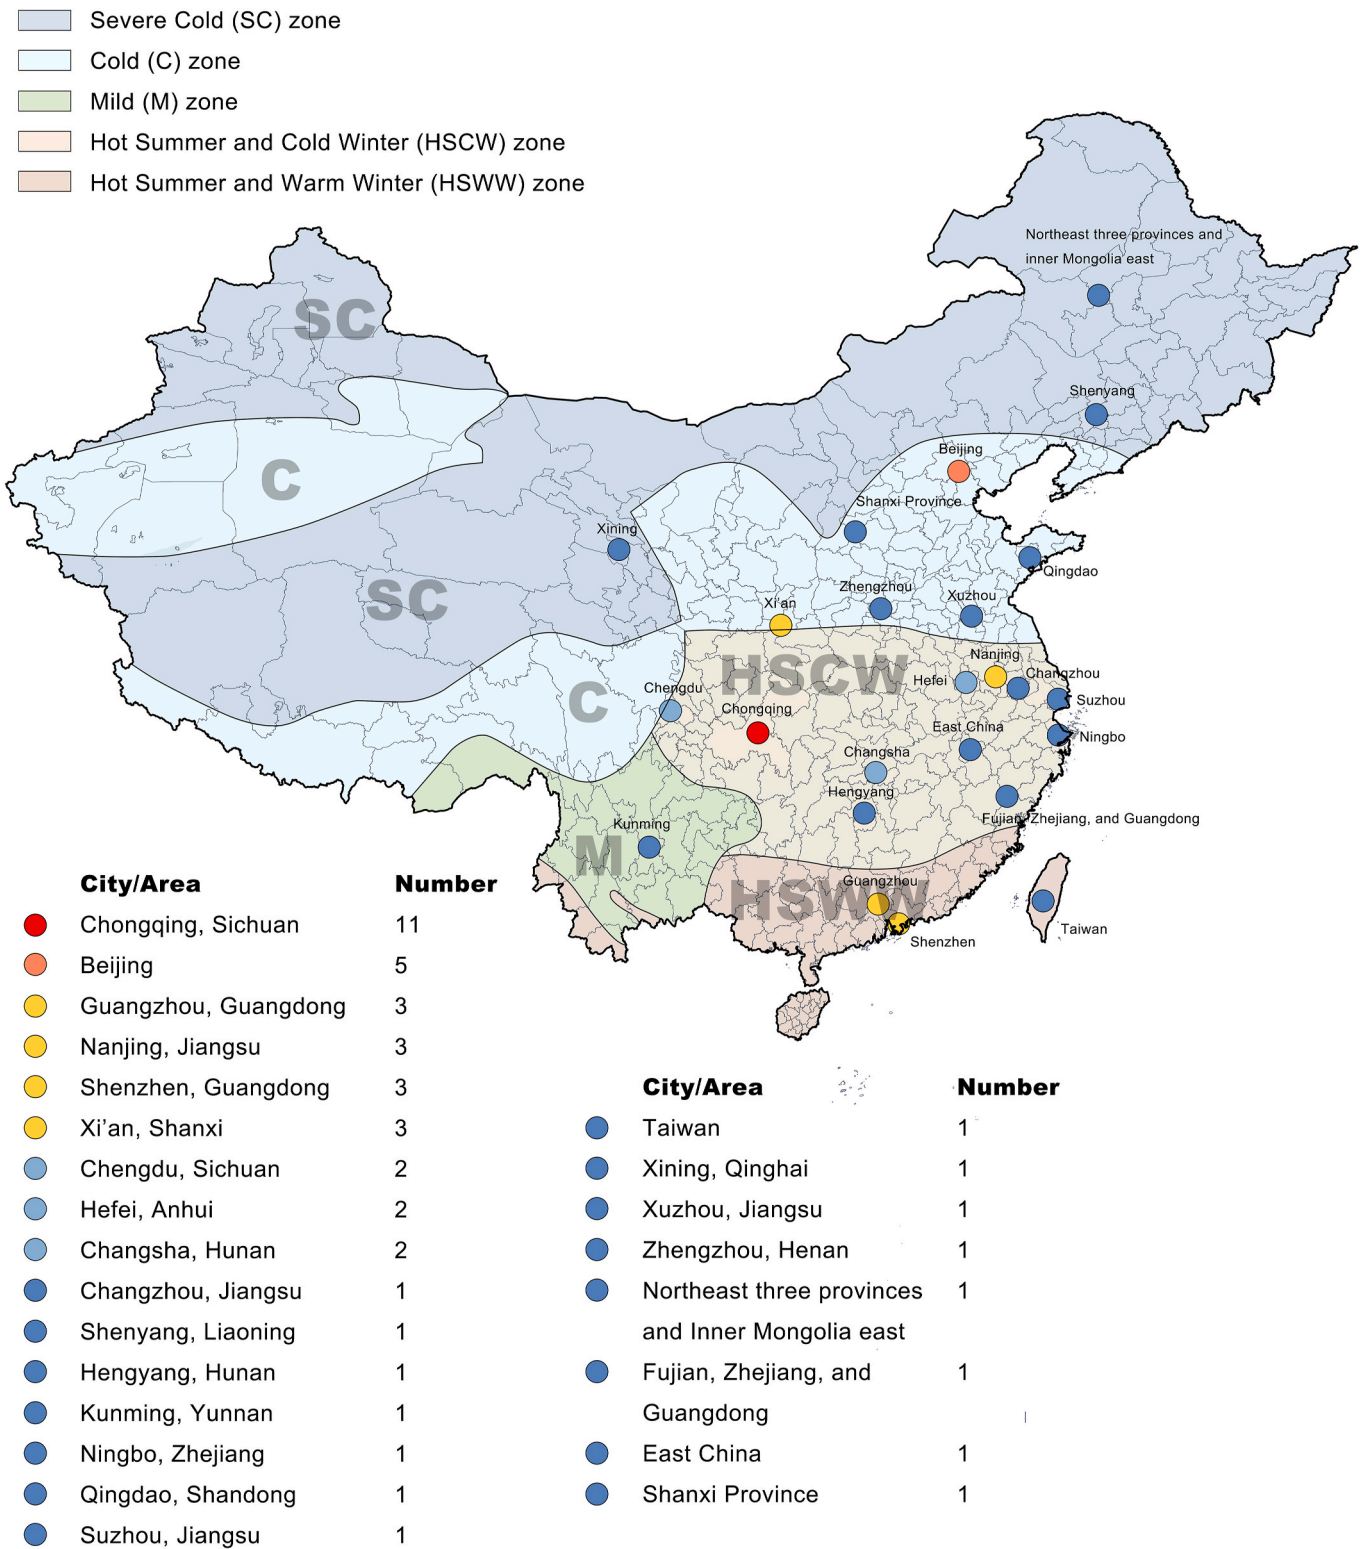 Severe Cold (SC) zone
Cold (C) zone
Mild (M) zone
Hot Summer and Cold Winter (HSCW) zone
Hot Summer and Warm Winter (HSWW) zone
Northeast three provinces and
inner Mongolia east
SC
Shenyang
Beijing
C
Shanxi Province
Xining
Qingdao
SC
Zhengzhou
Xuzhou
Xi'an
HSCW
Nanjing
Hefei
Changzhou
C
Chengdu
Suzhou
Chongqing
East China
Ningbo
Changsha
Hengyang
Fujian, Zhejiang, and Guangdong
Kunming
M
Guangzhou
HSWW
Taiwan
Shenzhen
City/Area Number
Chongqing, Sichuan 11
Beijing 5
Guangzhou, Guangdong 3
Nanjing, Jiangsu 3
Shenzhen, Guangdong 3
Xi’an, Shanxi 3
Chengdu, Sichuan 2
Hefei, Anhui 2
Changsha, Hunan 2
Changzhou, Jiangsu 1
Shenyang, Liaoning 1
Hengyang, Hunan 1
Kunming, Yunnan 1
Ningbo, Zhejiang 1
Qingdao, Shandong 1
Suzhou, Jiangsu 1
City/Area Number
Taiwan 1
Xining, Qinghai 1
Xuzhou, Jiangsu 1
Zhengzhou, Henan 1
Northeast three provinces 1
and Inner Mongolia east
Fujian, Zhejiang, and 1
Guangdong
East China 1
Shanxi Province 1